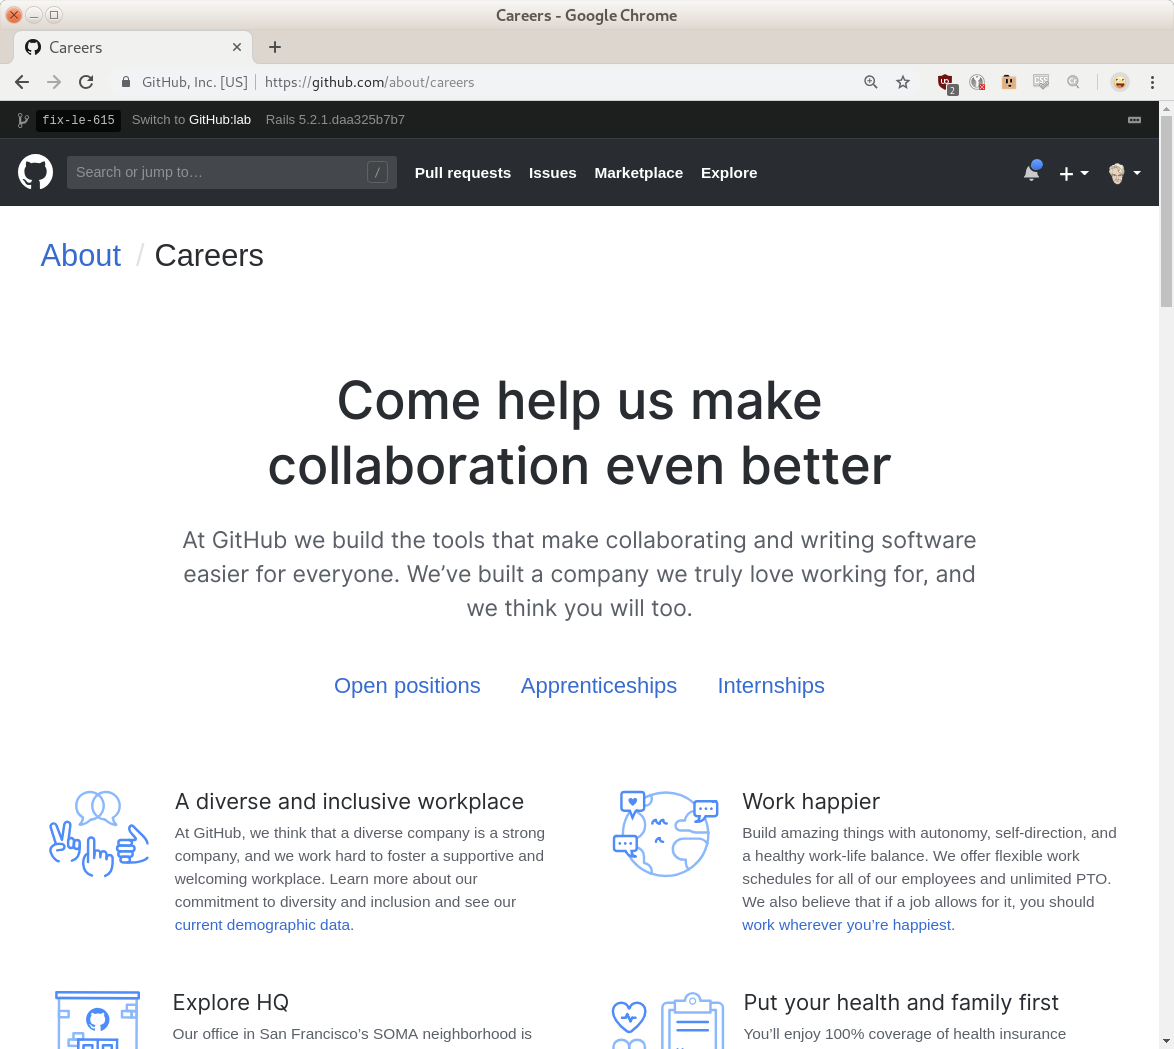 Careers - Google Chrome
Careers
GitHub, Inc. [US] https://github.com/about/careers
2
fix-le-615 Switch to GitHub:lab Rails 5.2.1.daa325b7b7
Search or jump to… / Pull requests Issues Marketplace Explore
About / Careers
Come help us make
collaboration even better
At GitHub we build the tools that make collaborating and writing software
easier for everyone. We’ve built a company we truly love working for, and
we think you will too.
Open positions Apprenticeships Internships
A diverse and inclusive workplace
At GitHub, we think that a diverse company is a strong
company, and we work hard to foster a supportive and
welcoming workplace. Learn more about our
commitment to diversity and inclusion and see our
current demographic data.
Work happier
Build amazing things with autonomy, self-direction, and
a healthy work-life balance. We offer flexible work
schedules for all of our employees and unlimited PTO.
We also believe that if a job allows for it, you should
work wherever you’re happiest.
Explore HQ
Our office in San Francisco’s SOMA neighborhood is
Put your health and family first
You’ll enjoy 100% coverage of health insurance